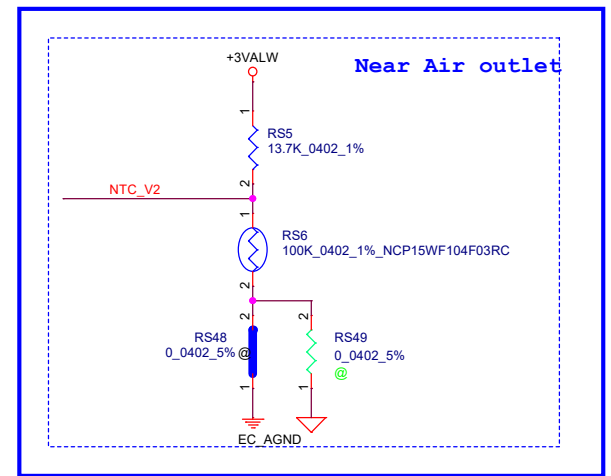 +3VALW
Near Air outlet
1
RS5
13.7K_0402_1%
2
NTC_V2
1
RS6
100K_0402_1%_NCP15WF104F03RC
2
2
2
RS48
RS49
0_0402_5% @
0_0402_5%
@
1
1
EC_AGND